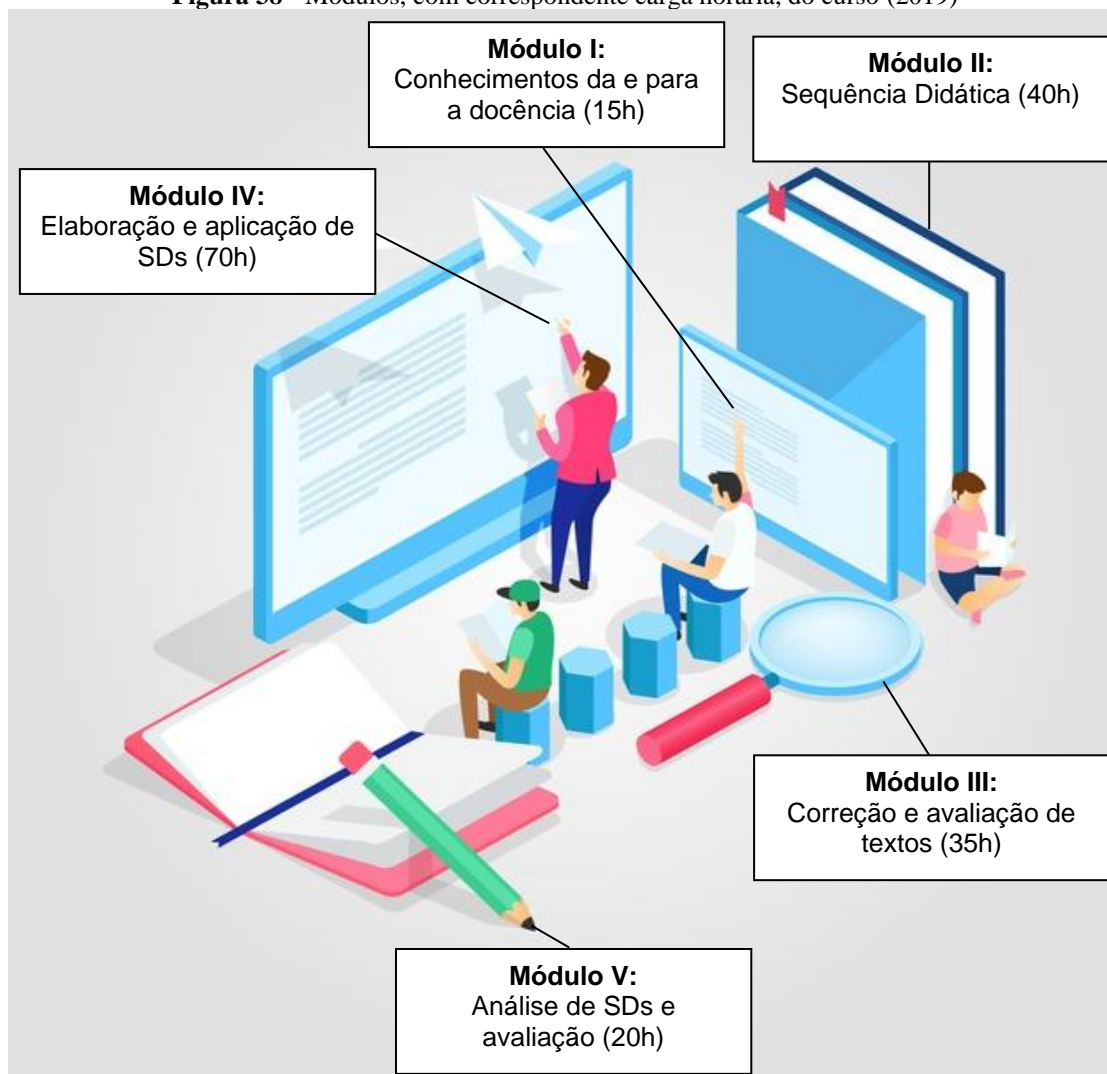 Figura 38 - Módulos, com correspondente carga horária, do curso (2019)
Módulo I:
Conhecimentos da e para
a docência (15h)
Módulo II:
Sequência Didática (40h)
Módulo IV:
Elaboração e aplicação de
SDs (70h)
Módulo III:
Correção e avaliação de
textos (35h)
Módulo V:
Análise de SDs e
avaliação (20h)